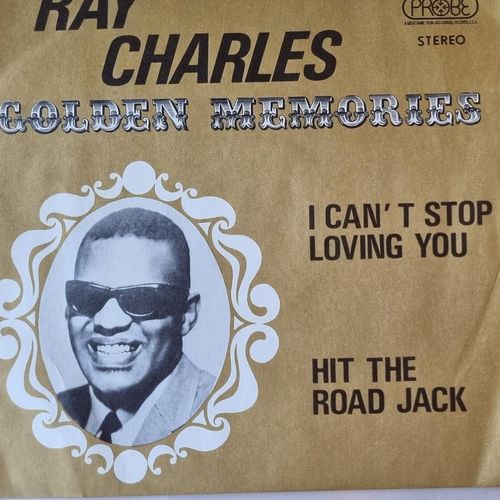 RAY
CHARLES
PROBE
STEREO
GOLDEN MEMORIES
I CAN'T STOP
LOVING YOU
HIT THE
ROAD JACK